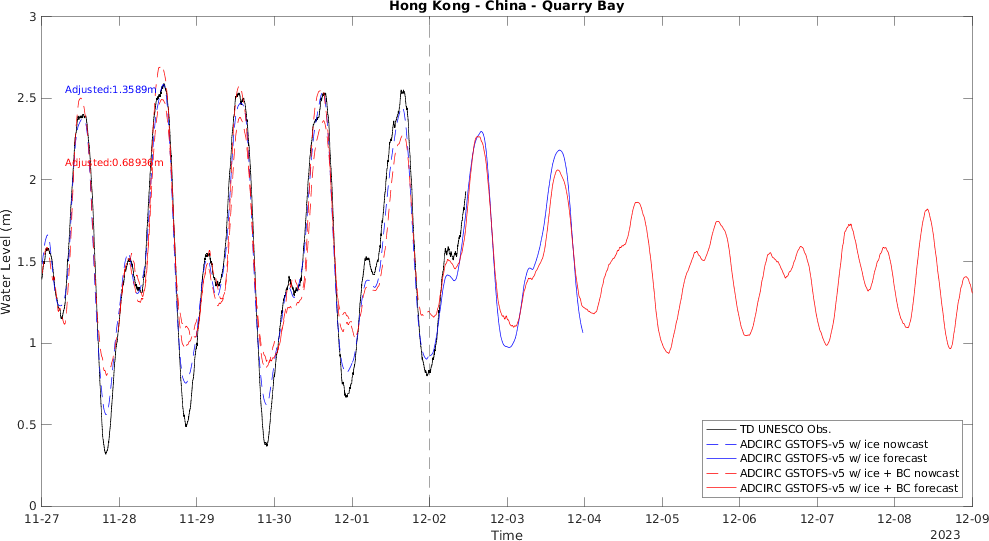 Hong Kong - China - Quarry Bay
Water Level (m)
3
2.5
2
1.5
1
0.5
0
Adjusted:1.3589m
Adjusted:0.68936m
TD UNESCO Obs.
ADCIRC GSTOFS-v5 w/ ice nowcast
ADCIRC GSTOFS-v5 w/ ice forecast
ADCIRC GSTOFS-v5 w/ ice + BC nowcast
ADCIRC GSTOFS-v5 w/ ice + BC forecast
11-27 11-28 11-29 11-30 12-01 12-02 12-03 12-04 12-05 12-06 12-07 12-08 12-09
Time
2023